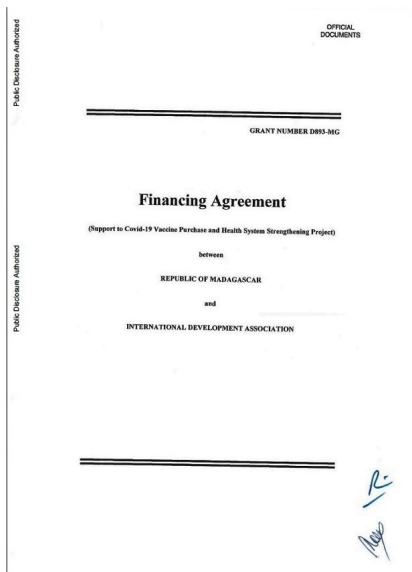 OFFICIAL
DOCUMENTS
Public Disclosure Authorized
GRANT NUMBER D893-MG
Financing Agreement
(Support to Covid-19 Vaccine Purchase and Health System Strengthening Project)
between
REPUBLIC OF MADAGASCAR
and
Public Disclosure Authorized
INTERNATIONAL DEVELOPMENT ASSOCIATION